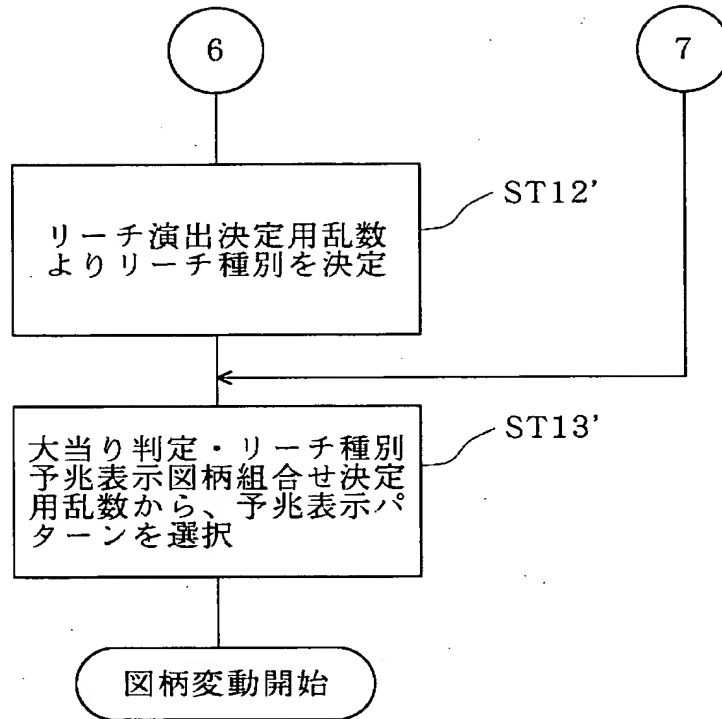 6
7
ST12’
リーチ演出決定用乱数
よりリーチ種別を決定
ST13’
大当り判定・リーチ種別
予兆表示図柄組合せ決定
用乱数から、予兆表示パ
ターンを選択
図柄変動開始